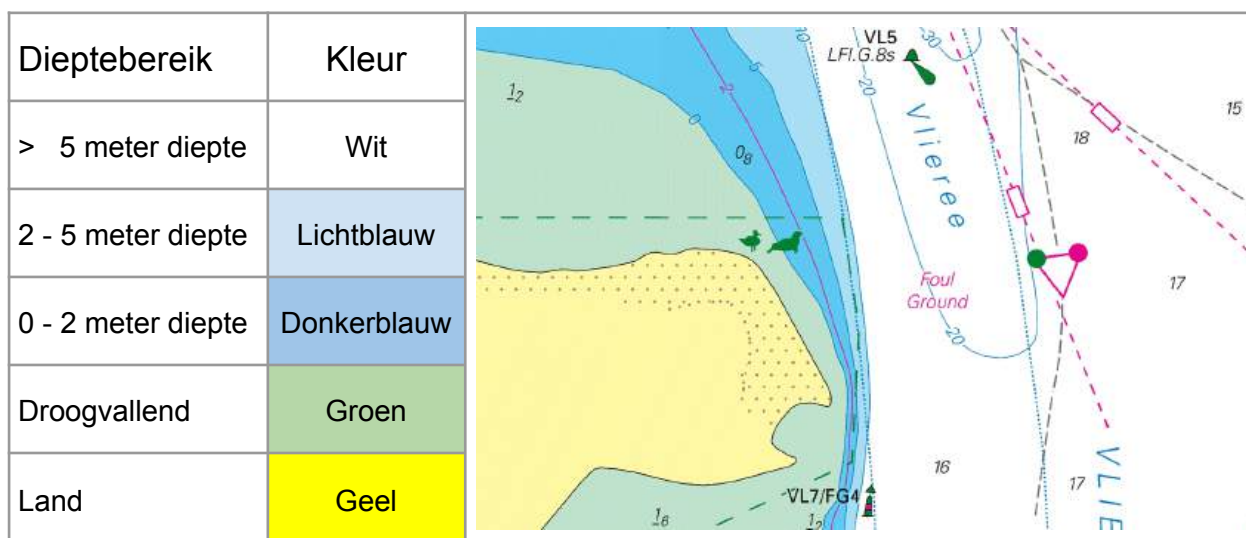 Dieptebereik Kleur
> 5 meter diepte Wit
2 - 5 meter diepte Lichtblauw
0 - 2 meter diepte Donkerblauw
Droogvallend Groen
Land Geel
VL5
LFl.G.8s
30
20
5
2
0
1₂
0₈
15
18
Vlieree
Foul
Ground
17
20
16
VLIE
17
VL7/FG4
1₆
1₂